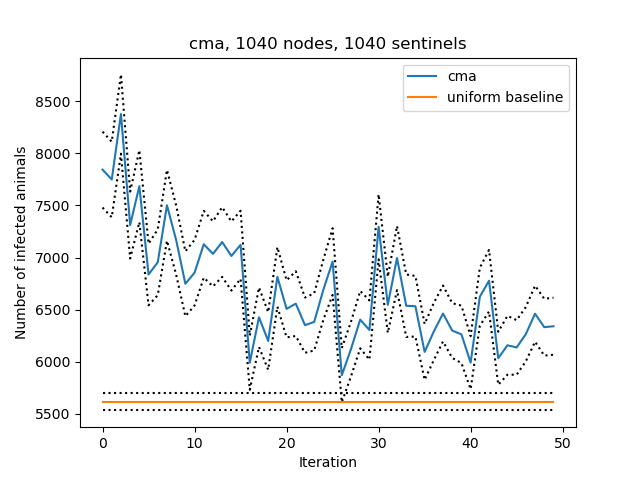 cma, 1040 nodes, 1040 sentinels
cma
uniform baseline
Number of infected animals
8500
8000
7500
7000
6500
6000
5500
0 10 20 30 40 50
Iteration